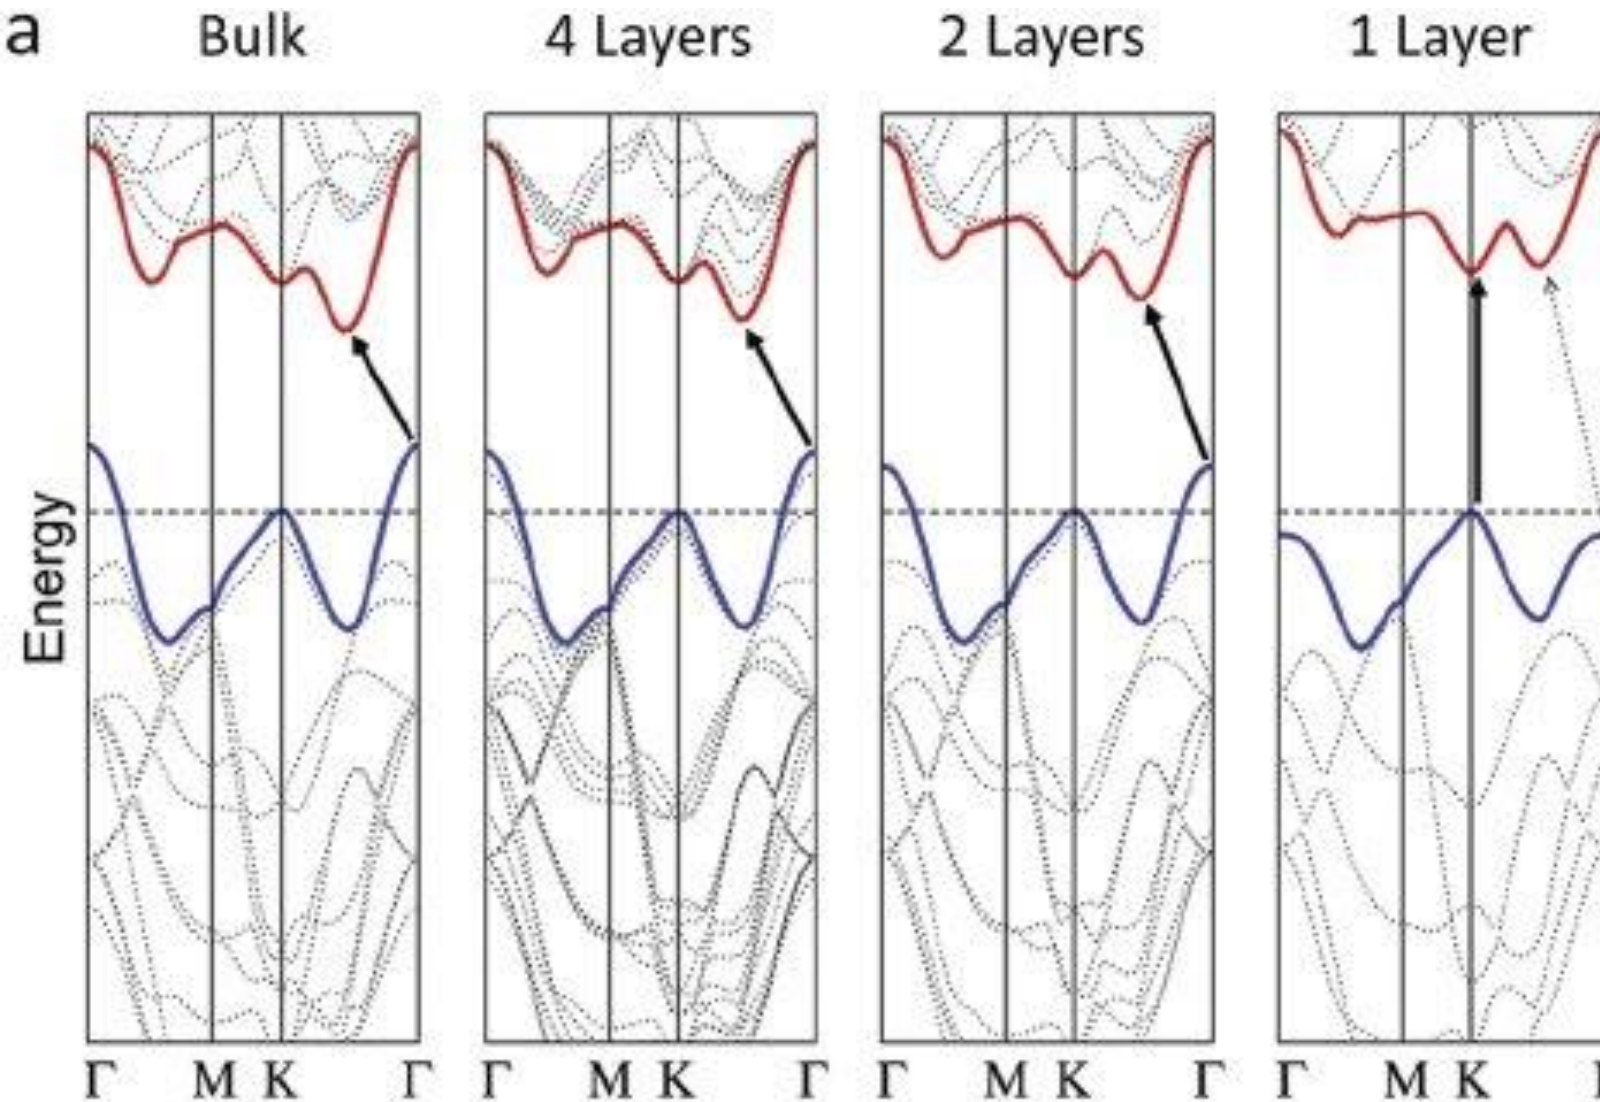 a Bulk 4 Layers 2 Layers 1 Layer
Energy
Γ M K Γ Γ M K Γ Γ M K Γ Γ M K